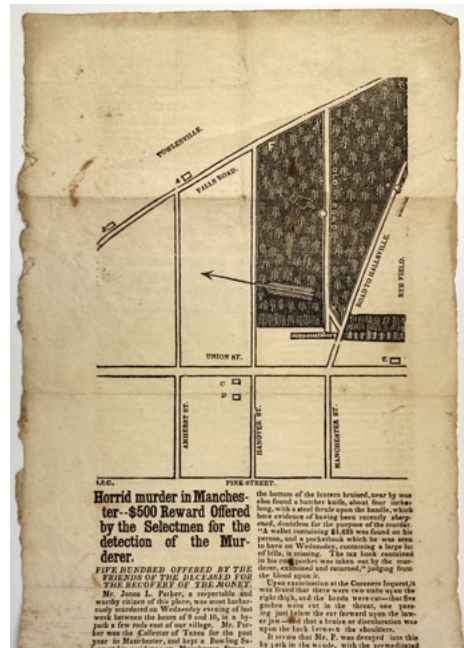 TOWLESVILLE.
FALLS ROAD.
ROAD TO HALLSVILLE.
RYE FIELD.
UNION ST.
AMHERST ST.
HANOVER ST.
MANCHESTER ST.
PINE STREET.
F
A
C
D
E
Horrid murder in Manches-
ter--$500 Reward Offered
by the Selectmen for the
detection of the Mur-
derer.
FIVE HUNDRED OFFERED BY THE
FRIENDS OF THE DECEASED FOR
THE RECOVERY OF THE MONEY.
Mr. Jonas L. Parker, a respectable and
worthy citizen of this place, was most barbar-
ously murdered on Wednesday evening of last
week between the hours of 9 and 10, in a by-
path a few rods east of our village. Mr. Par-
ker was the Collector of Taxes for the past
year in Manchester, and kept a Bowling Sa-
the bottom of the lantern bruised, near by was
also found a butcher knife, about four inches
long, with a steel ferule upon the handle, which
bore evidence of having been recently sharp-
ened, doubtless for the purpose of the murder.
A wallet containing $1,635 was found on his
person, and a pocketbook which he was seen
to have on Wednesday, containing a large lot
of bills, is missing. The tax book contained
in his coat pocket was taken out by the mur-
derer, examined and returned, judging from
the blood upon it.
Upon examination at the Coroners Inquest, it
was found that there were two stabs upon the
right thigh, and the hands were cut—that five
gashes were cut in the throat, one pass-
ing just below the ear forward upon the low-
er jaw—and that a bruise or discoloration was
upon the back between the shoulders.
It seems that Mr. P. was decoyed into this
by path in the woods, with the premeditated